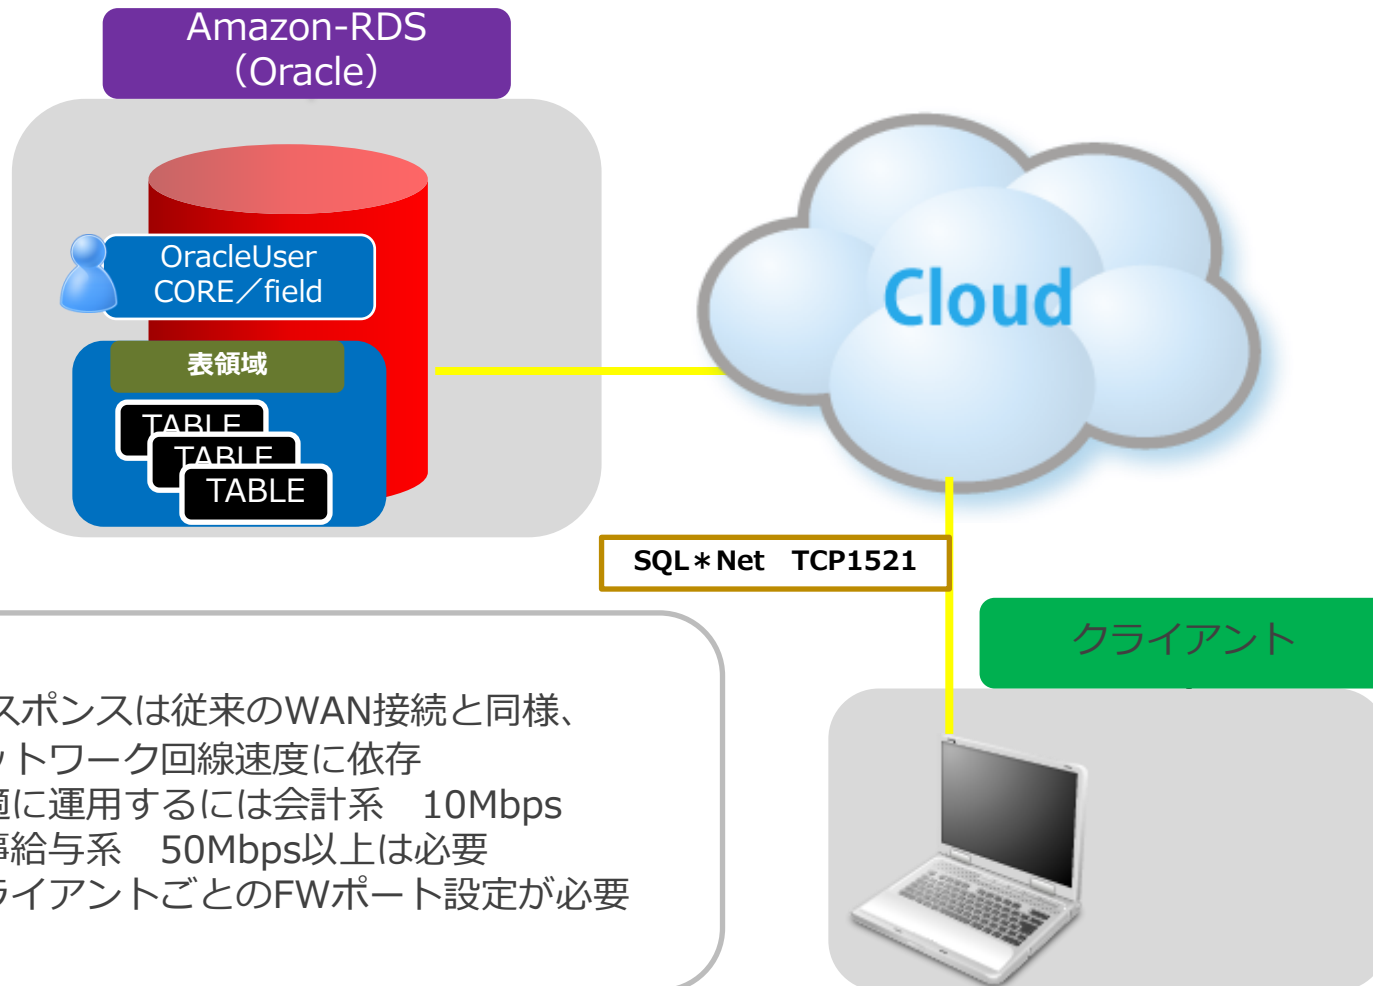 Amazon-RDS
（Oracle）
OracleUser
CORE／field
表領域
TABLE
TABLE
TABLE
Cloud
SQL＊Net　TCP1521
クライアント
スポンスは従来のWAN接続と同様、
ットワーク回線速度に依存
適に運用するには会計系　10Mbps
事給与系　50Mbps以上は必要
ライアントごとのFWポート設定が必要